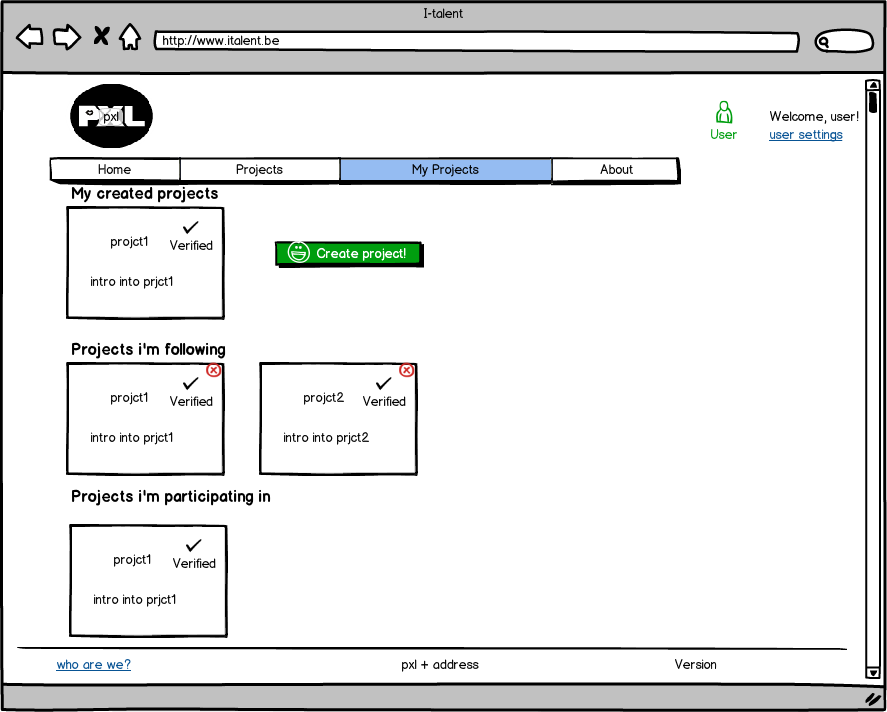 I-talent
http://www.italent.be
PXL
pxl
User
Welcome, user!
user settings
Home Projects My Projects About
My created projects
projct1
Verified
intro into prjct1
Create project!
Projects i'm following
projct1
Verified
intro into prjct1
projct2
Verified
intro into prjct2
Projects i'm participating in
projct1
Verified
intro into prjct1
who are we? pxl + address Version